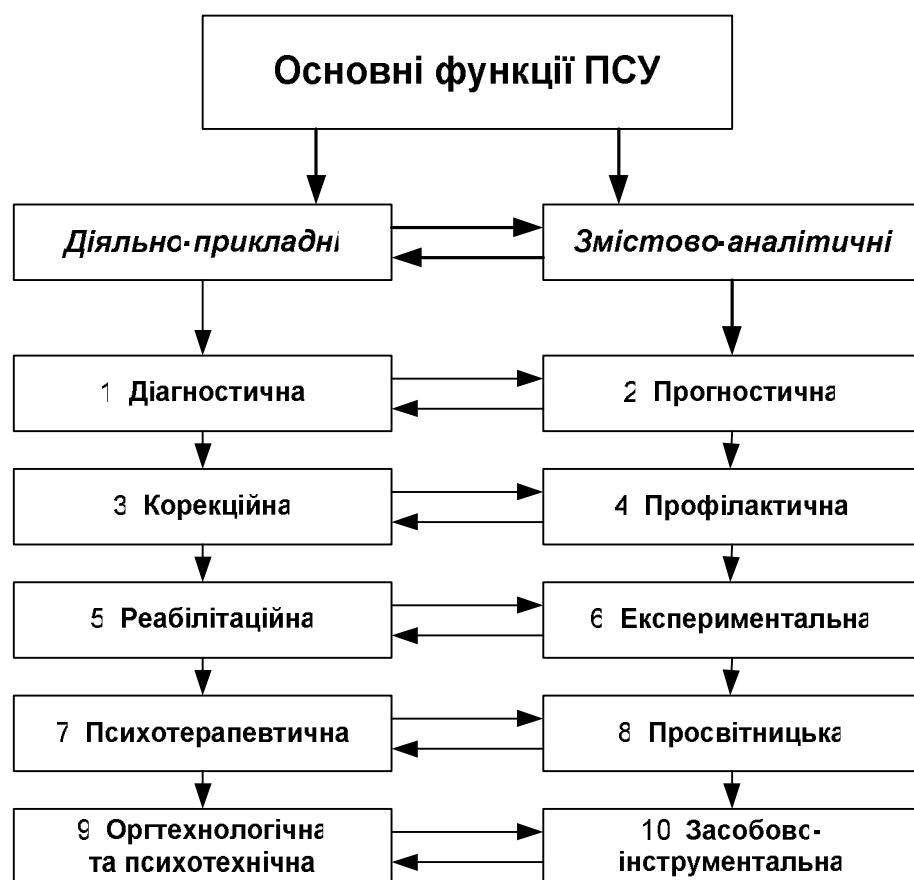 Основні функції ПСУ
Діяльно-прикладні
Змістово-аналітичні
1 Діагностична
2 Прогностична
3 Корекційна
4 Профілактична
5 Реабілітаційна
6 Експериментальна
7 Психотерапевтична
8 Просвітницька
9 Оргтехнологічна
та психотехнічна
10 Засобово-
інструментальна